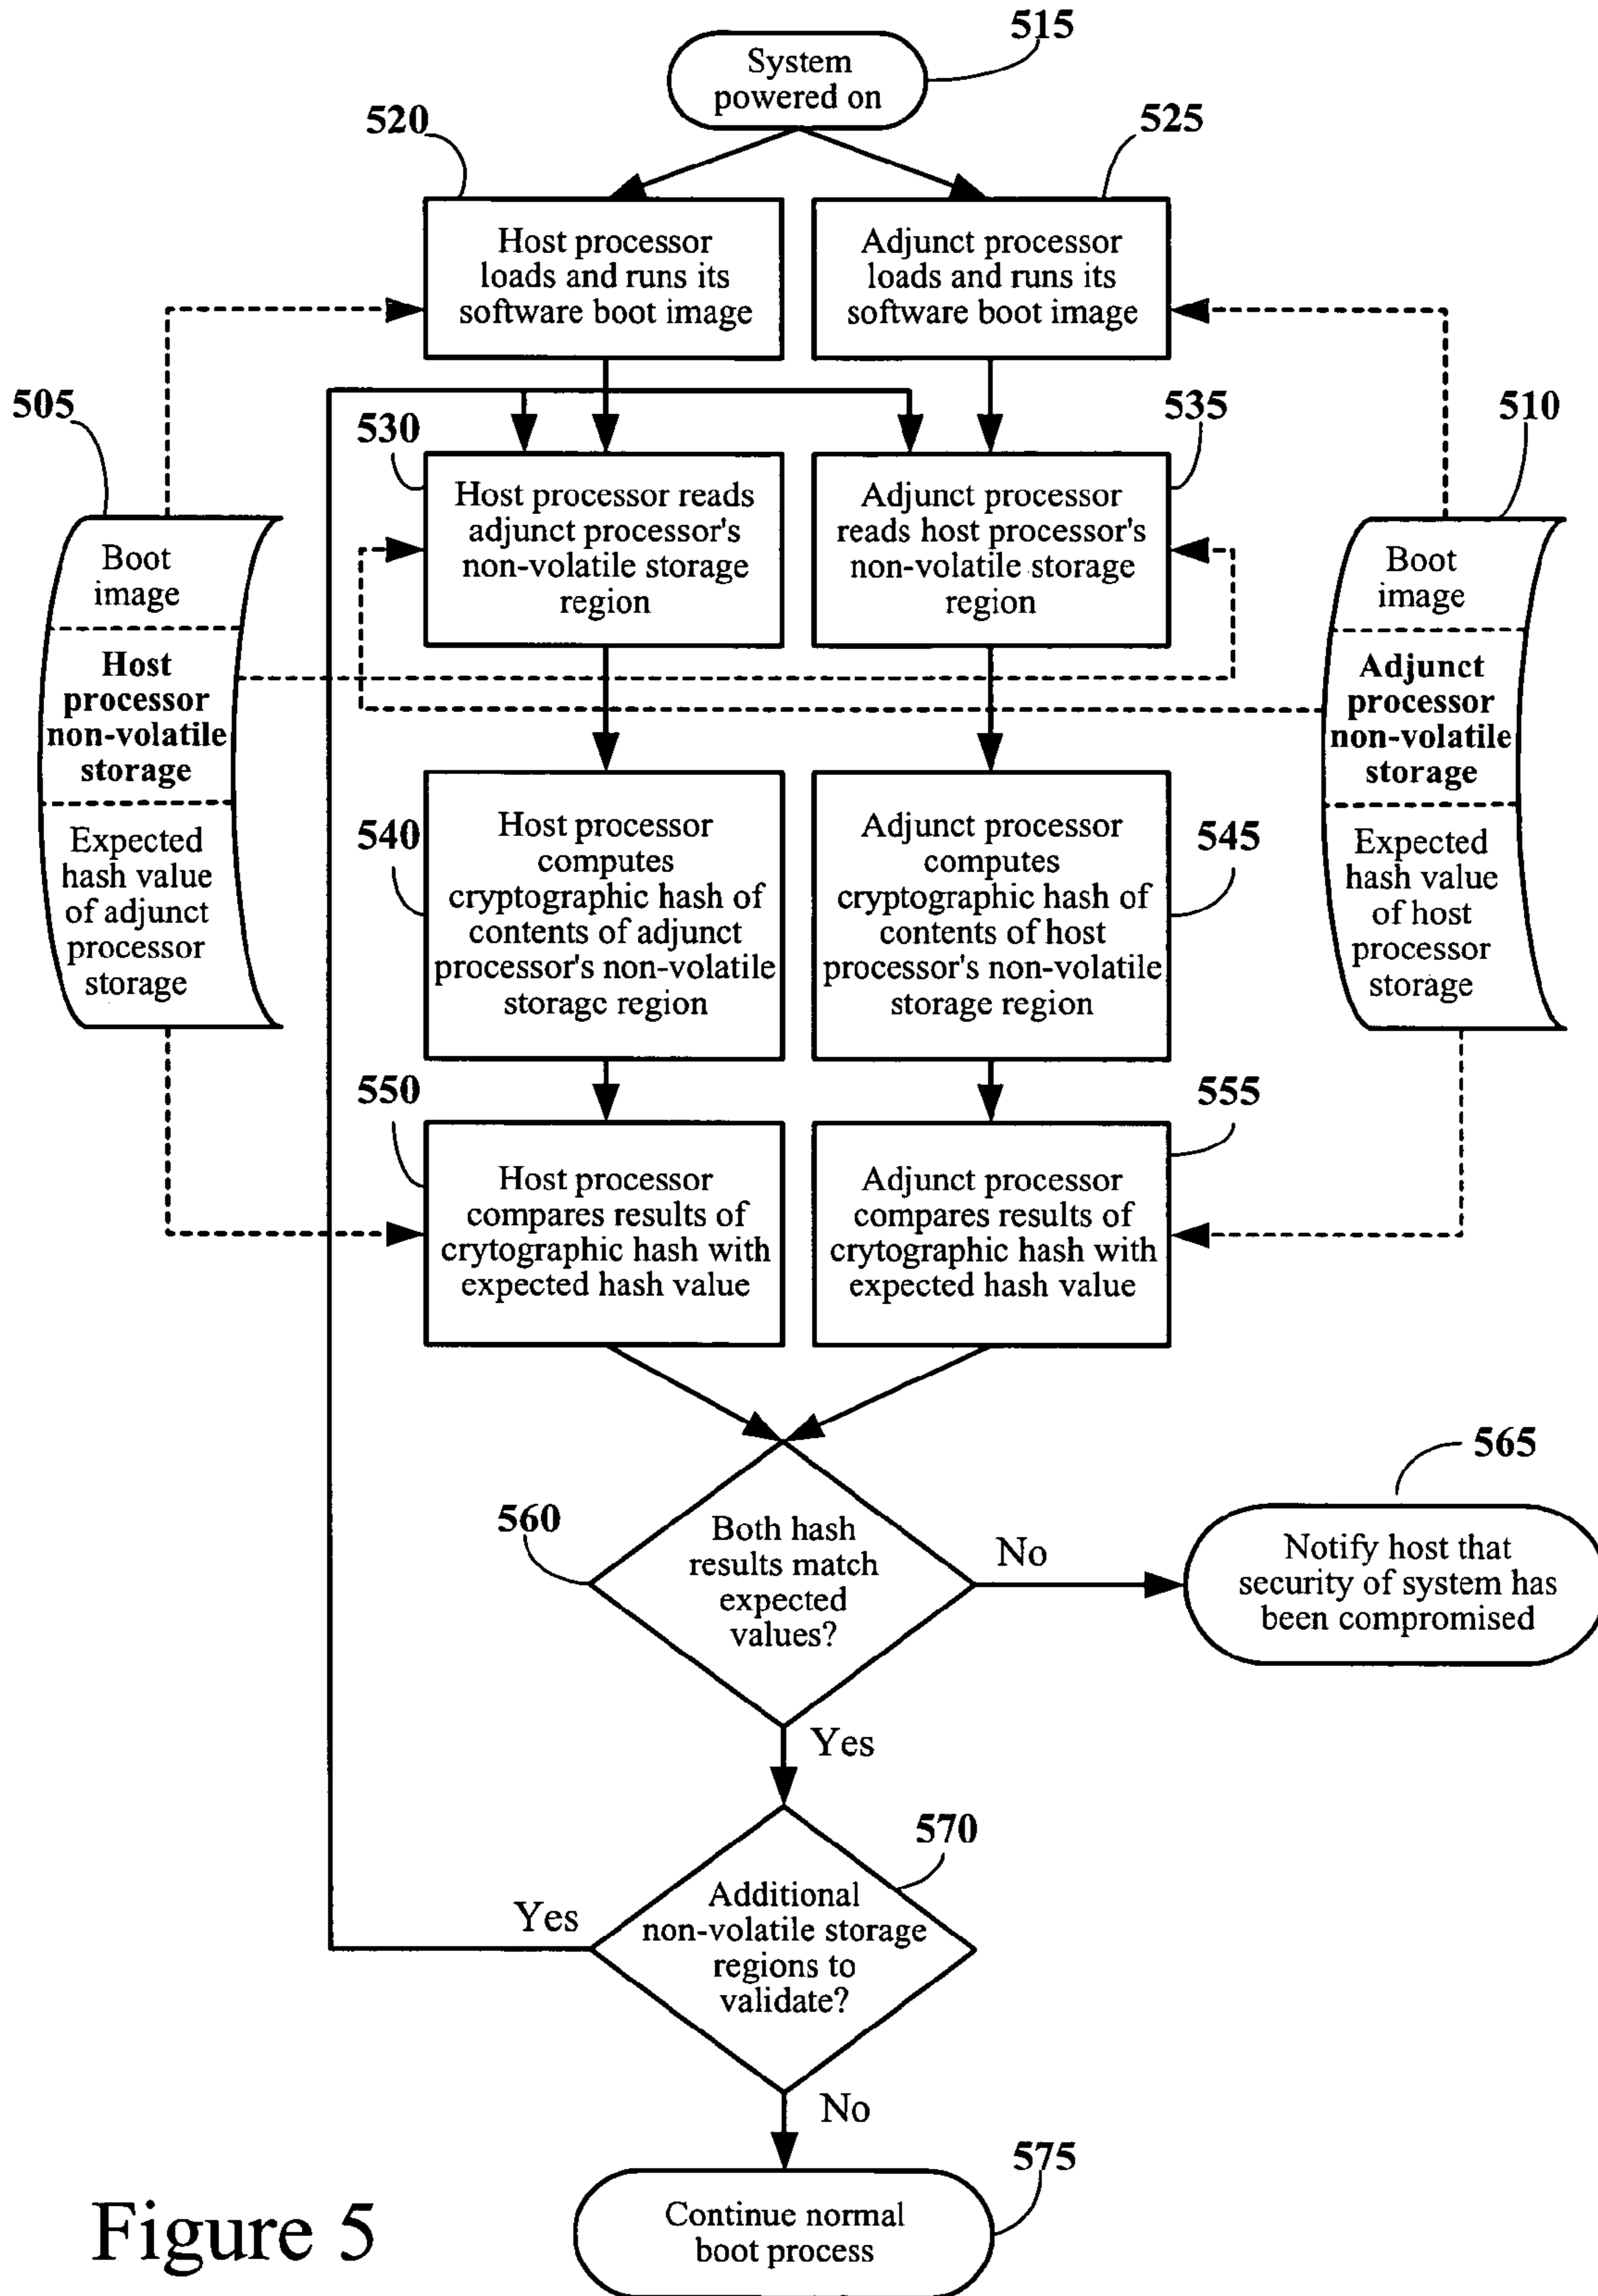 515
System
powered on
520
525
Host processor
loads and runs its
software boot image
Adjunct processor
loads and runs its
software boot image
505
530
535
510
Host processor reads
adjunct processor's
non-volatile storage
region
Adjunct processor
reads host processor's
non-volatile storage
region
Boot
image
Host
processor
non-volatile
storage
Expected
hash value
of adjunct
processor
storage
Boot
image
Adjunct
processor
non-volatile
storage
Expected
hash value
of host
processor
storage
540
Host processor
computes
cryptographic hash of
contents of adjunct
processor's non-volatile
storage region
Adjunct processor
computes
cryptographic hash of
contents of host
processor's non-volatile
storage region
545
550
555
Host processor
compares results of
crytographic hash with
expected hash value
Adjunct processor
compares results of
crytographic hash with
expected hash value
560
Both hash
results match
expected
values?
No
565
Notify host that
security of system has
been compromised
Yes
570
Yes
Additional
non-volatile storage
regions to
validate?
No
575
Continue normal
boot process
Figure 5